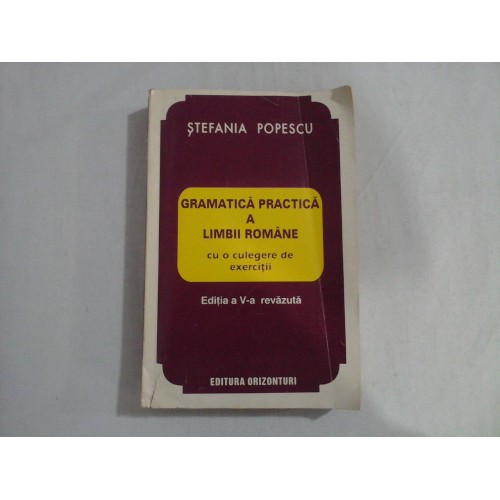 ŞTEFANIA POPESCU
GRAMATICĂ PRACTICĂ
A
LIMBII ROMÂNE
cu o culegere de
exerciţii
Ediţia a V-a revăzută
EDITURA ORIZONTURI